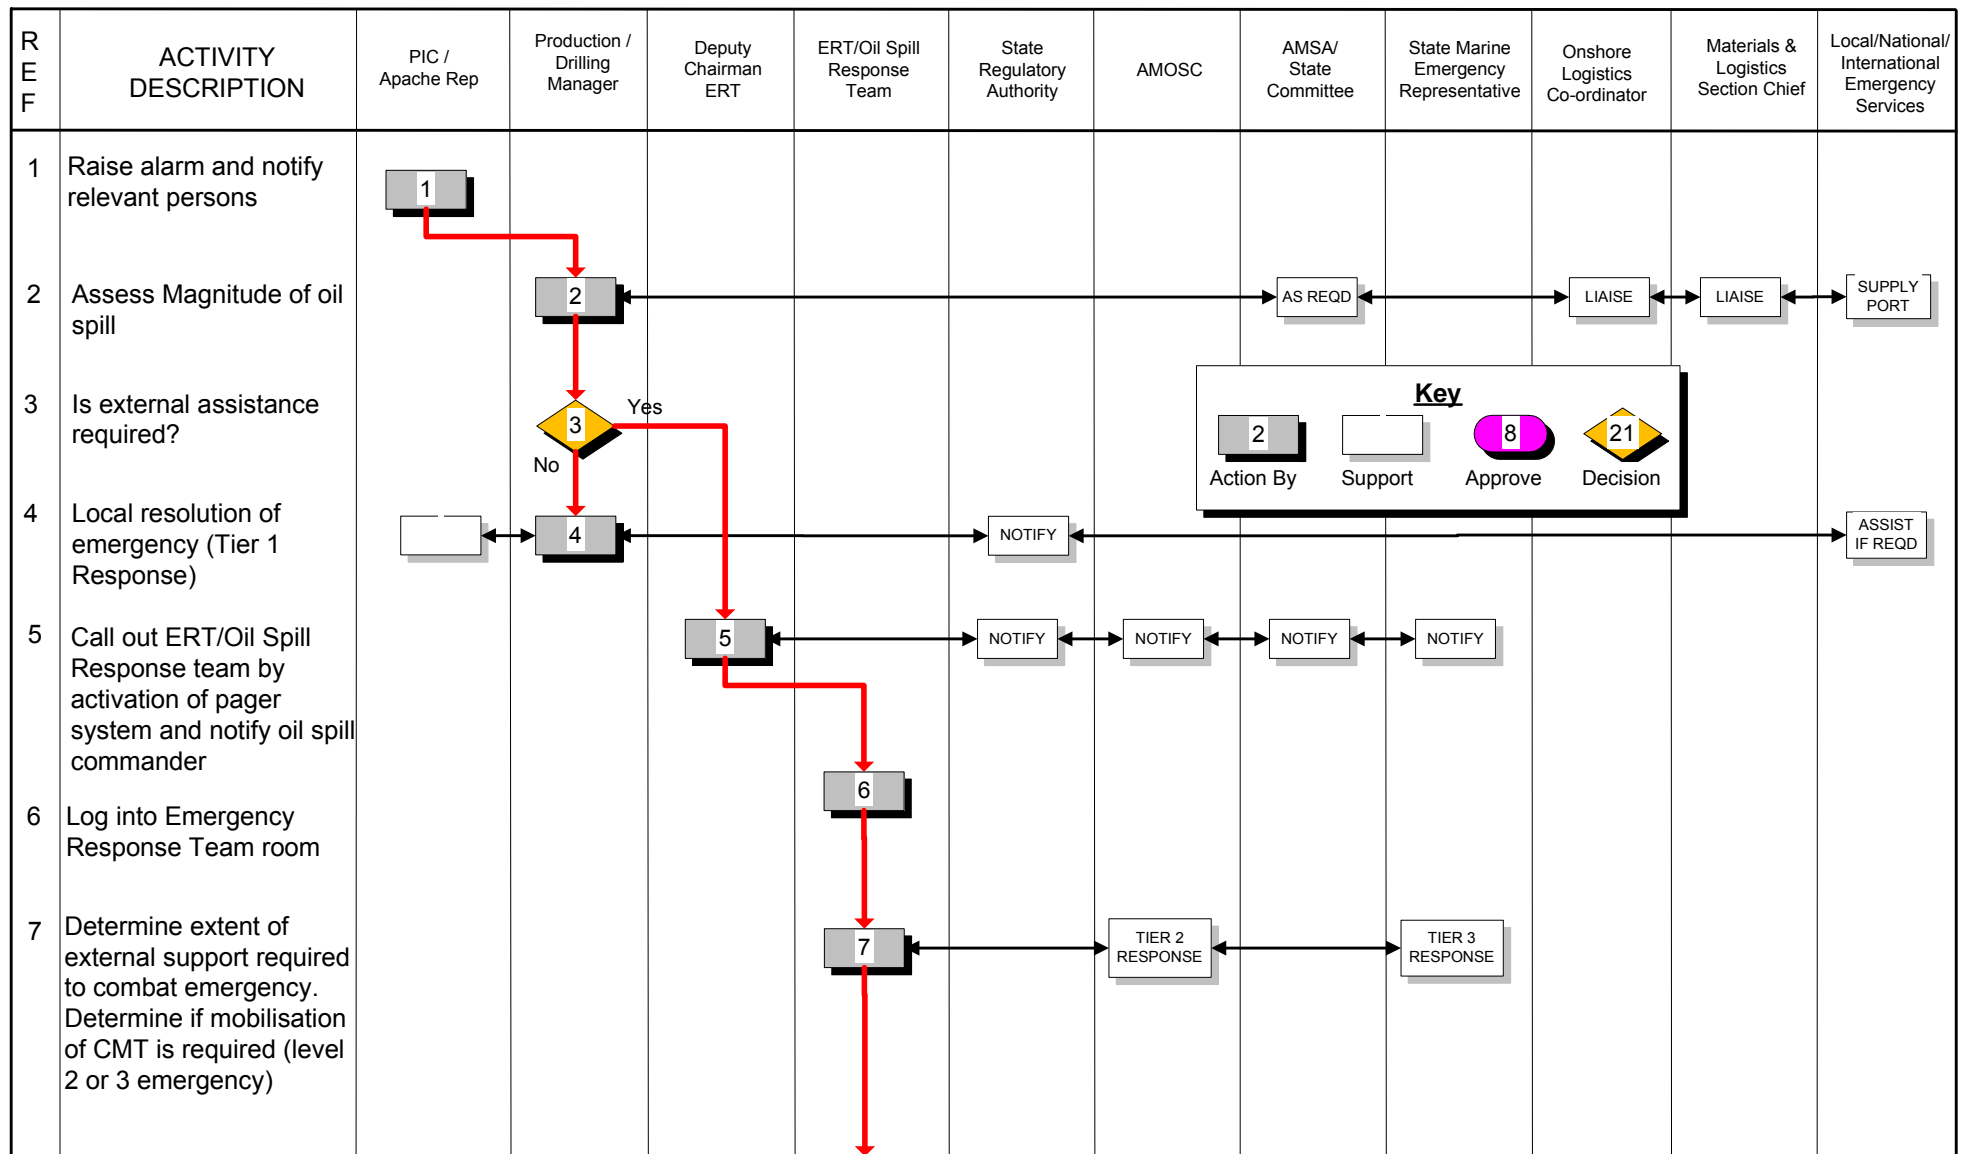 R
E
F
ACTIVITY
DESCRIPTION
PIC /
Apache Rep
Production /
Drilling
Manager
Deputy
Chairman
ERT
ERT/Oil Spill
Response
Team
State
Regulatory
Authority
AMOSC
AMSA/
State
Committee
State Marine
Emergency
Representative
Onshore
Logistics
Co-ordinator
Materials &
Logistics
Section Chief
Local/National/
International
Emergency
Services
1
Raise alarm and notify
relevant persons
1
2
Assess Magnitude of oil
spill
2
AS REQD
LIAISE
LIAISE
SUPPLY
PORT
3
Is external assistance
required?
3
Yes
No
Key
2
8
21
Action By
Support
Approve
Decision
4
Local resolution of
emergency (Tier 1
Response)
4
NOTIFY
ASSIST
IF REQD
5
Call out ERT/Oil Spill
Response team by
activation of pager
system and notify oil spill
commander
5
NOTIFY
NOTIFY
NOTIFY
NOTIFY
6
Log into Emergency
Response Team room
6
7
Determine extent of
external support required
to combat emergency.
Determine if mobilisation
of CMT is required (level
2 or 3 emergency)
7
TIER 2
RESPONSE
TIER 3
RESPONSE